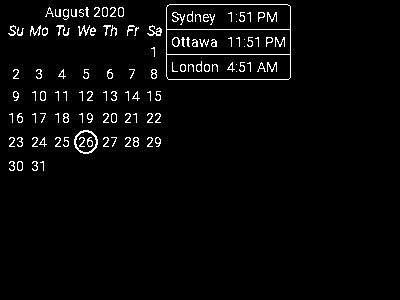 August 2020
Su Mo Tu We Th Fr Sa
1
2 3 4 5 6 7 8
9 10 11 12 13 14 15
16 17 18 19 20 21 22
23 24 25 26 27 28 29
30 31
Sydney 1:51 PM
Ottawa 11:51 PM
London 4:51 AM